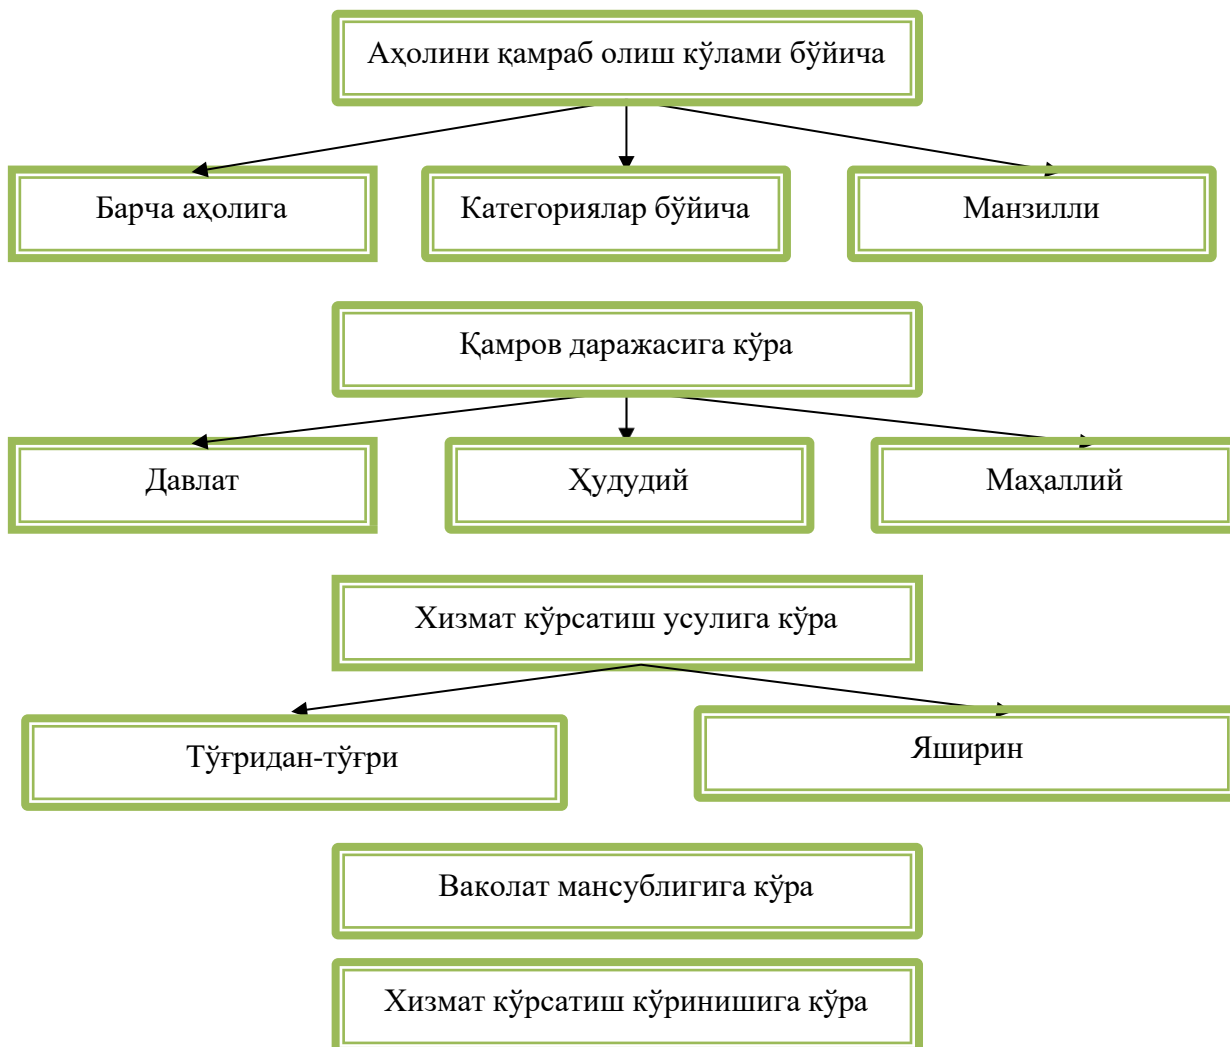 Аҳолини қамраб олиш кўлами бўйича
Барча аҳолига
Категориялар бўйича
Манзилли
Қамров даражасига кўра
Давлат
Ҳудудий
Маҳаллий
Хизмат кўрсатиш усулига кўра
Тўғридан-тўғри
Яширин
Ваколат мансублигига кўра
Хизмат кўрсатиш кўринишига кўра